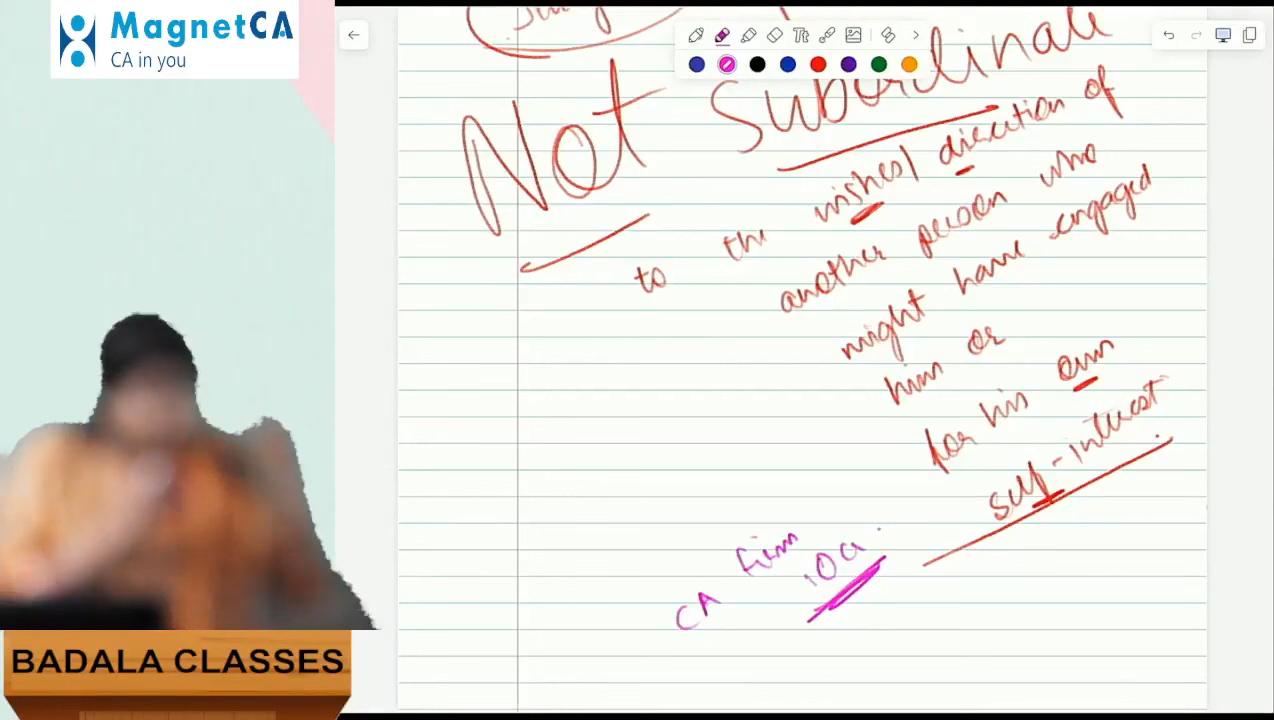 MagnetCA
CA in you
Not Subordinate
to the wishes/direction of
another person who
might have engaged
him or
for his own
self-interest
CA firm
BADALA CLASSES